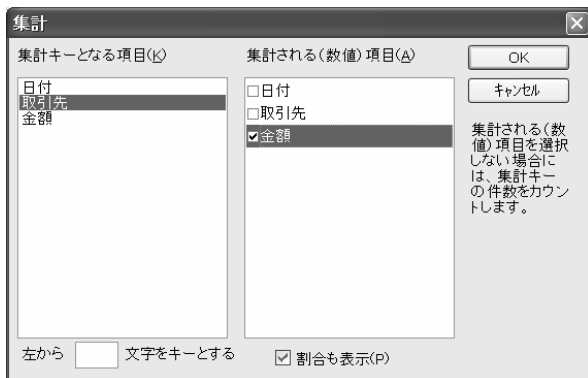 集計
集計キーとなる項目(K)
日付
取引先
金額
左から 文字をキーとする
集計される(数値)項目(A)
日付
取引先
金額
割合も表示(P)
OK
キャンセル
集計される(数
値)項目を選択
しない場合に
は、集計キー
の件数をカウン
トします。